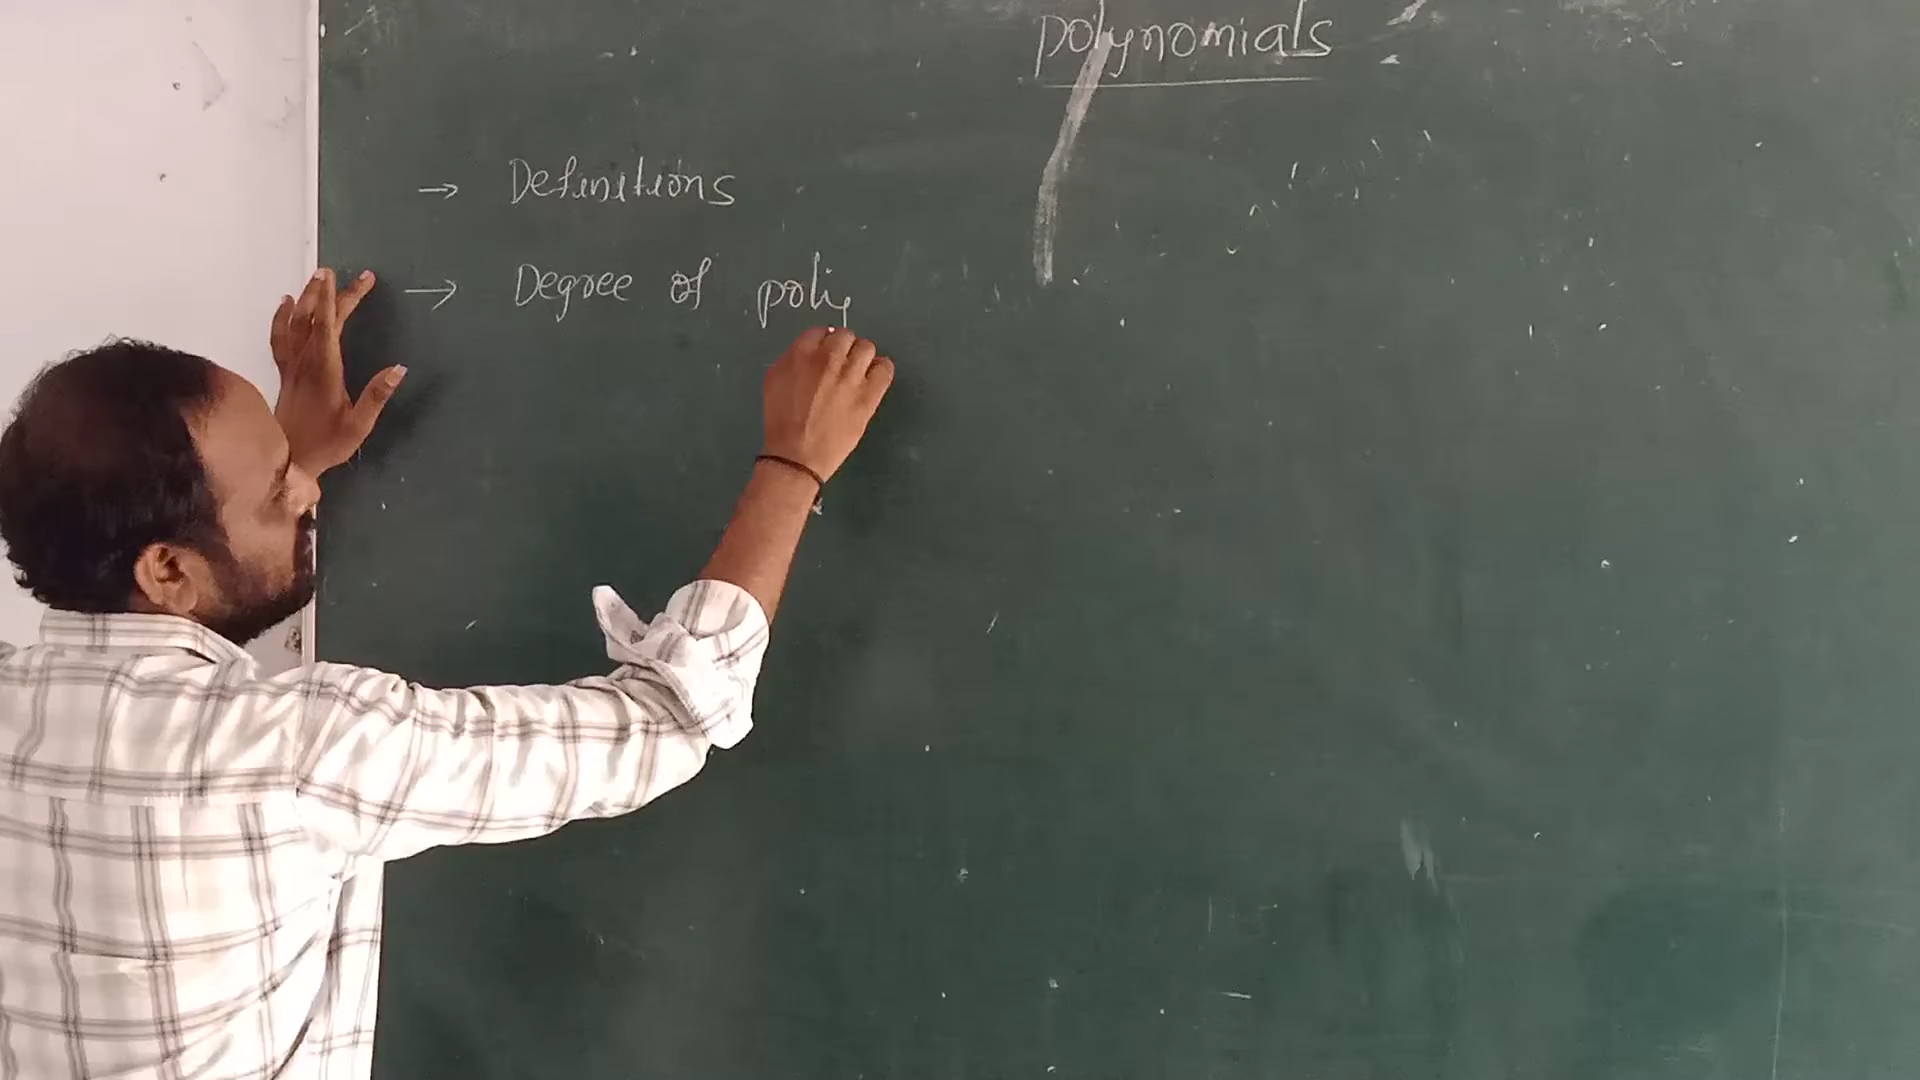 polynomials
→ Definitions
→ Degree of poly